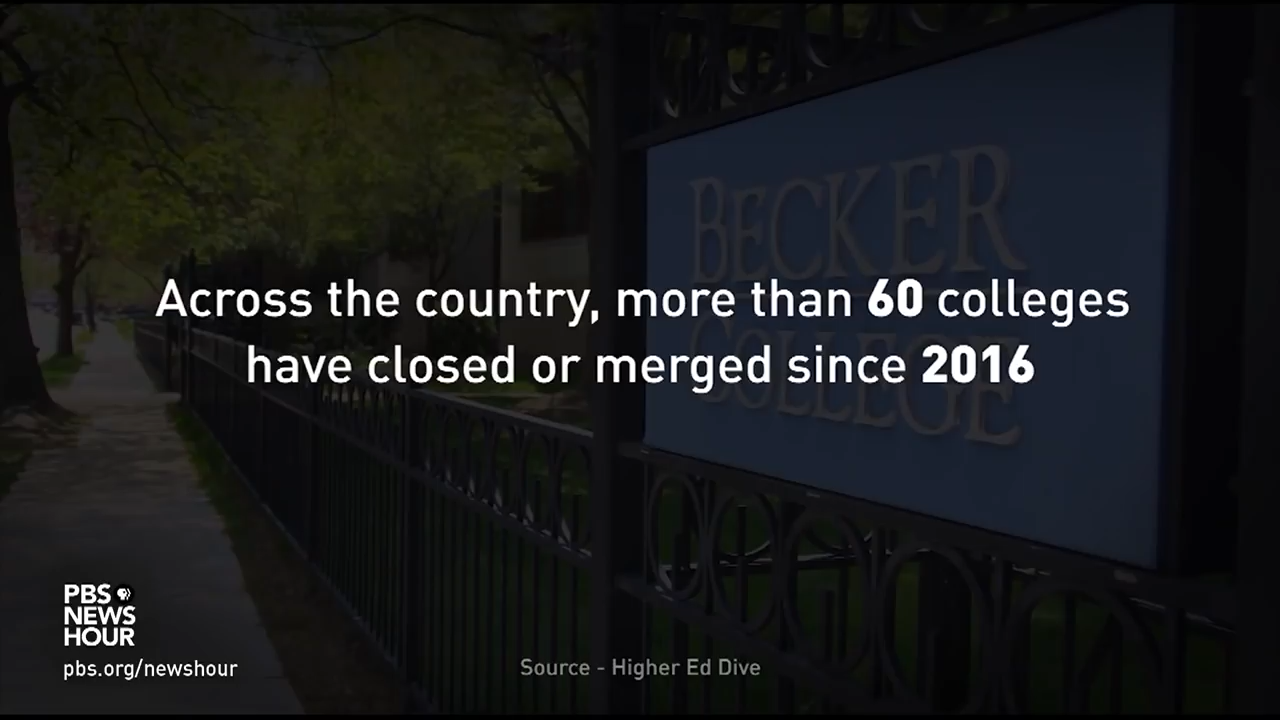 BECKER
COLLEGE
Across the country, more than 60 colleges
have closed or merged since 2016
PBS
NEWS
HOUR
pbs.org/newshour
Source - Higher Ed Dive